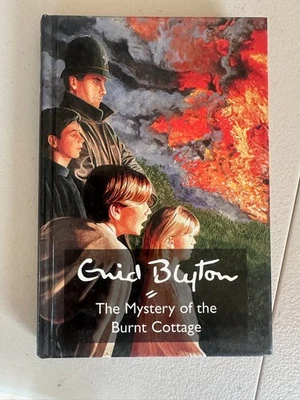 Enid Blyton
The Mystery of the
Burnt Cottage